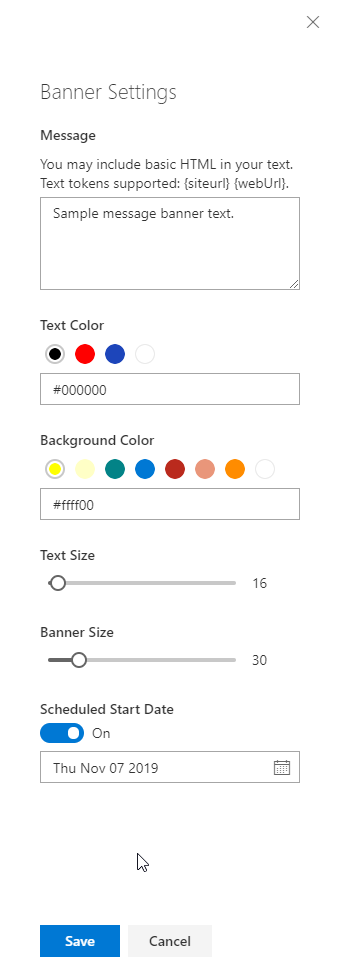 Banner Settings
Message
You may include basic HTML in your text.
Text tokens supported: {siteurl} {webUrl}.
Sample message banner text.
Text Color
#000000
Background Color
#ffff00
Text Size
16
Banner Size
30
Scheduled Start Date
On
Thu Nov 07 2019
Save Cancel